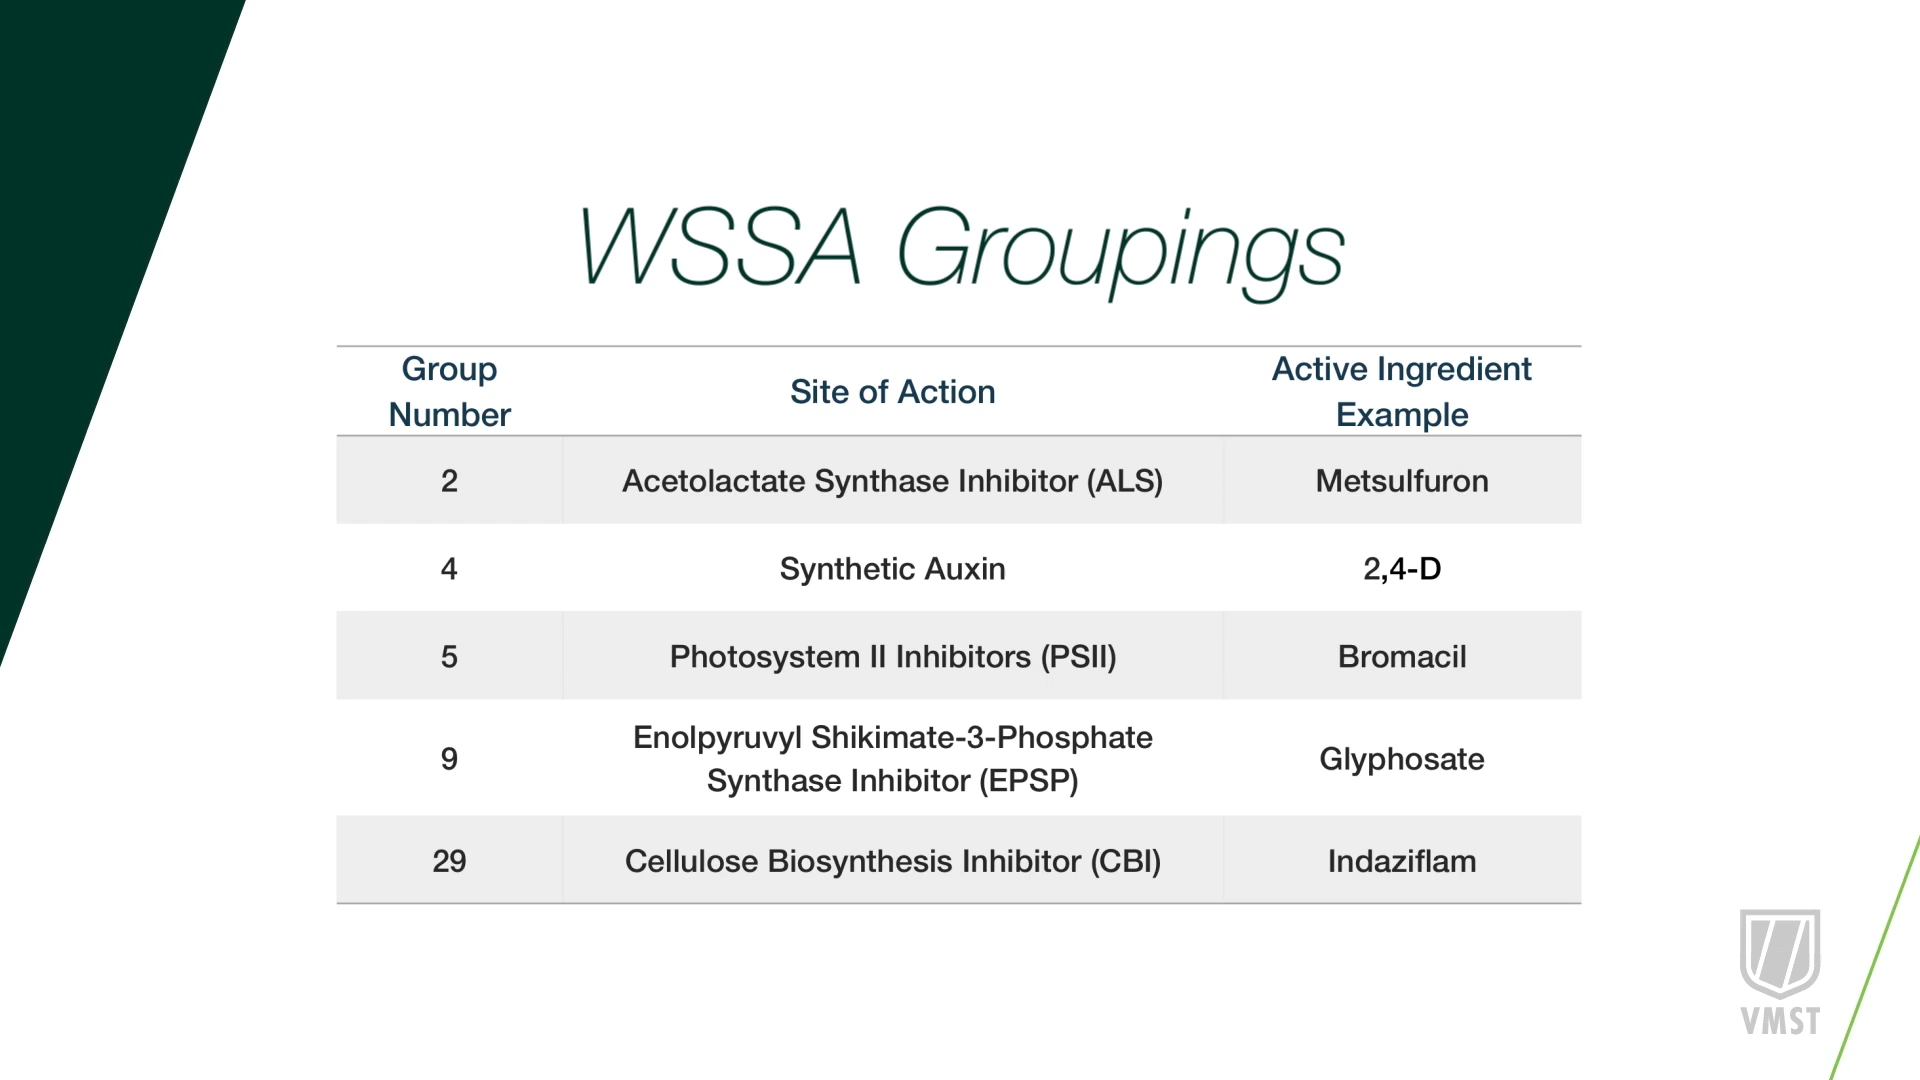 WSSA Groupings
Group
Number
Site of Action
Active Ingredient
Example
2
Acetolactate Synthase Inhibitor (ALS)
Metsulfuron
4
Synthetic Auxin
2,4-D
5
Photosystem II Inhibitors (PSII)
Bromacil
9
Enolpyruvyl Shikimate-3-Phosphate
Synthase Inhibitor (EPSP)
Glyphosate
29
Cellulose Biosynthesis Inhibitor (CBI)
Indaziflam
VMST